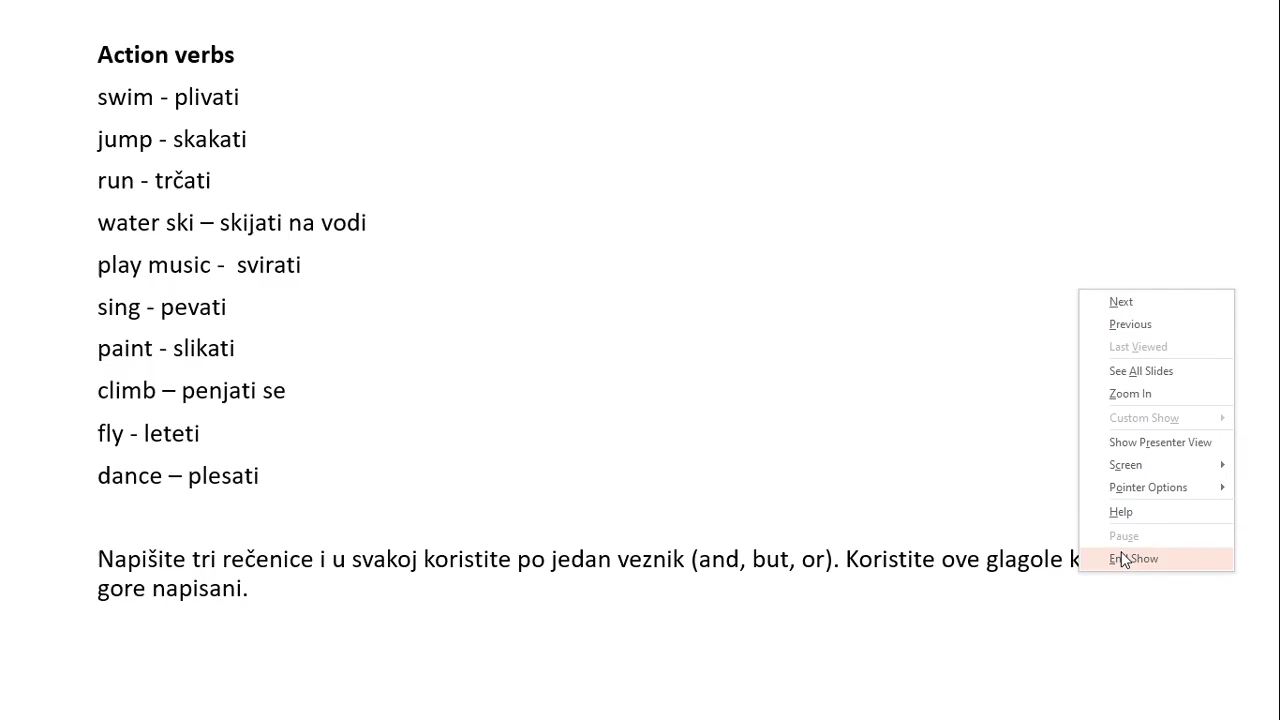 Action verbs
swim - plivati
jump - skakati
run - trčati
water ski – skijati na vodi
play music -  svirati
sing - pevati
paint - slikati
climb – penjati se
fly - leteti
dance – plesati
Napišite tri rečenice i u svakoj koristite po jedan veznik (and, but, or). Koristite ove glagole
gore napisani.
Next
Previous
Last Viewed
See All Slides
Zoom In
Custom Show
Show Presenter View
Screen
Pointer Options
Help
Pause
End Show